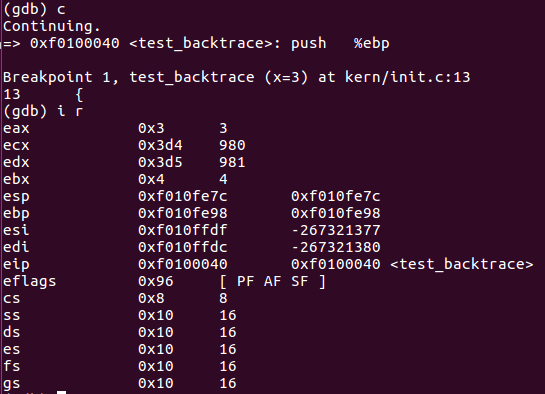 (gdb) c
Continuing.
=> 0xf0100040 <test_backtrace>: push   %ebp
Breakpoint 1, test_backtrace (x=3) at kern/init.c:13
13      {
(gdb) i r
eax            0x3      3
ecx            0x3d4    980
edx            0x3d5    981
ebx            0x4      4
esp            0xf010fe7c       0xf010fe7c
ebp            0xf010fe98       0xf010fe98
esi            0xf010ffdf       -267321377
edi            0xf010ffdc       -267321380
eip            0xf0100040       0xf0100040 <test_backtrace>
eflags         0x96     [ PF AF SF ]
cs             0x8      8
ss             0x10     16
ds             0x10     16
es             0x10     16
fs             0x10     16
gs             0x10     16